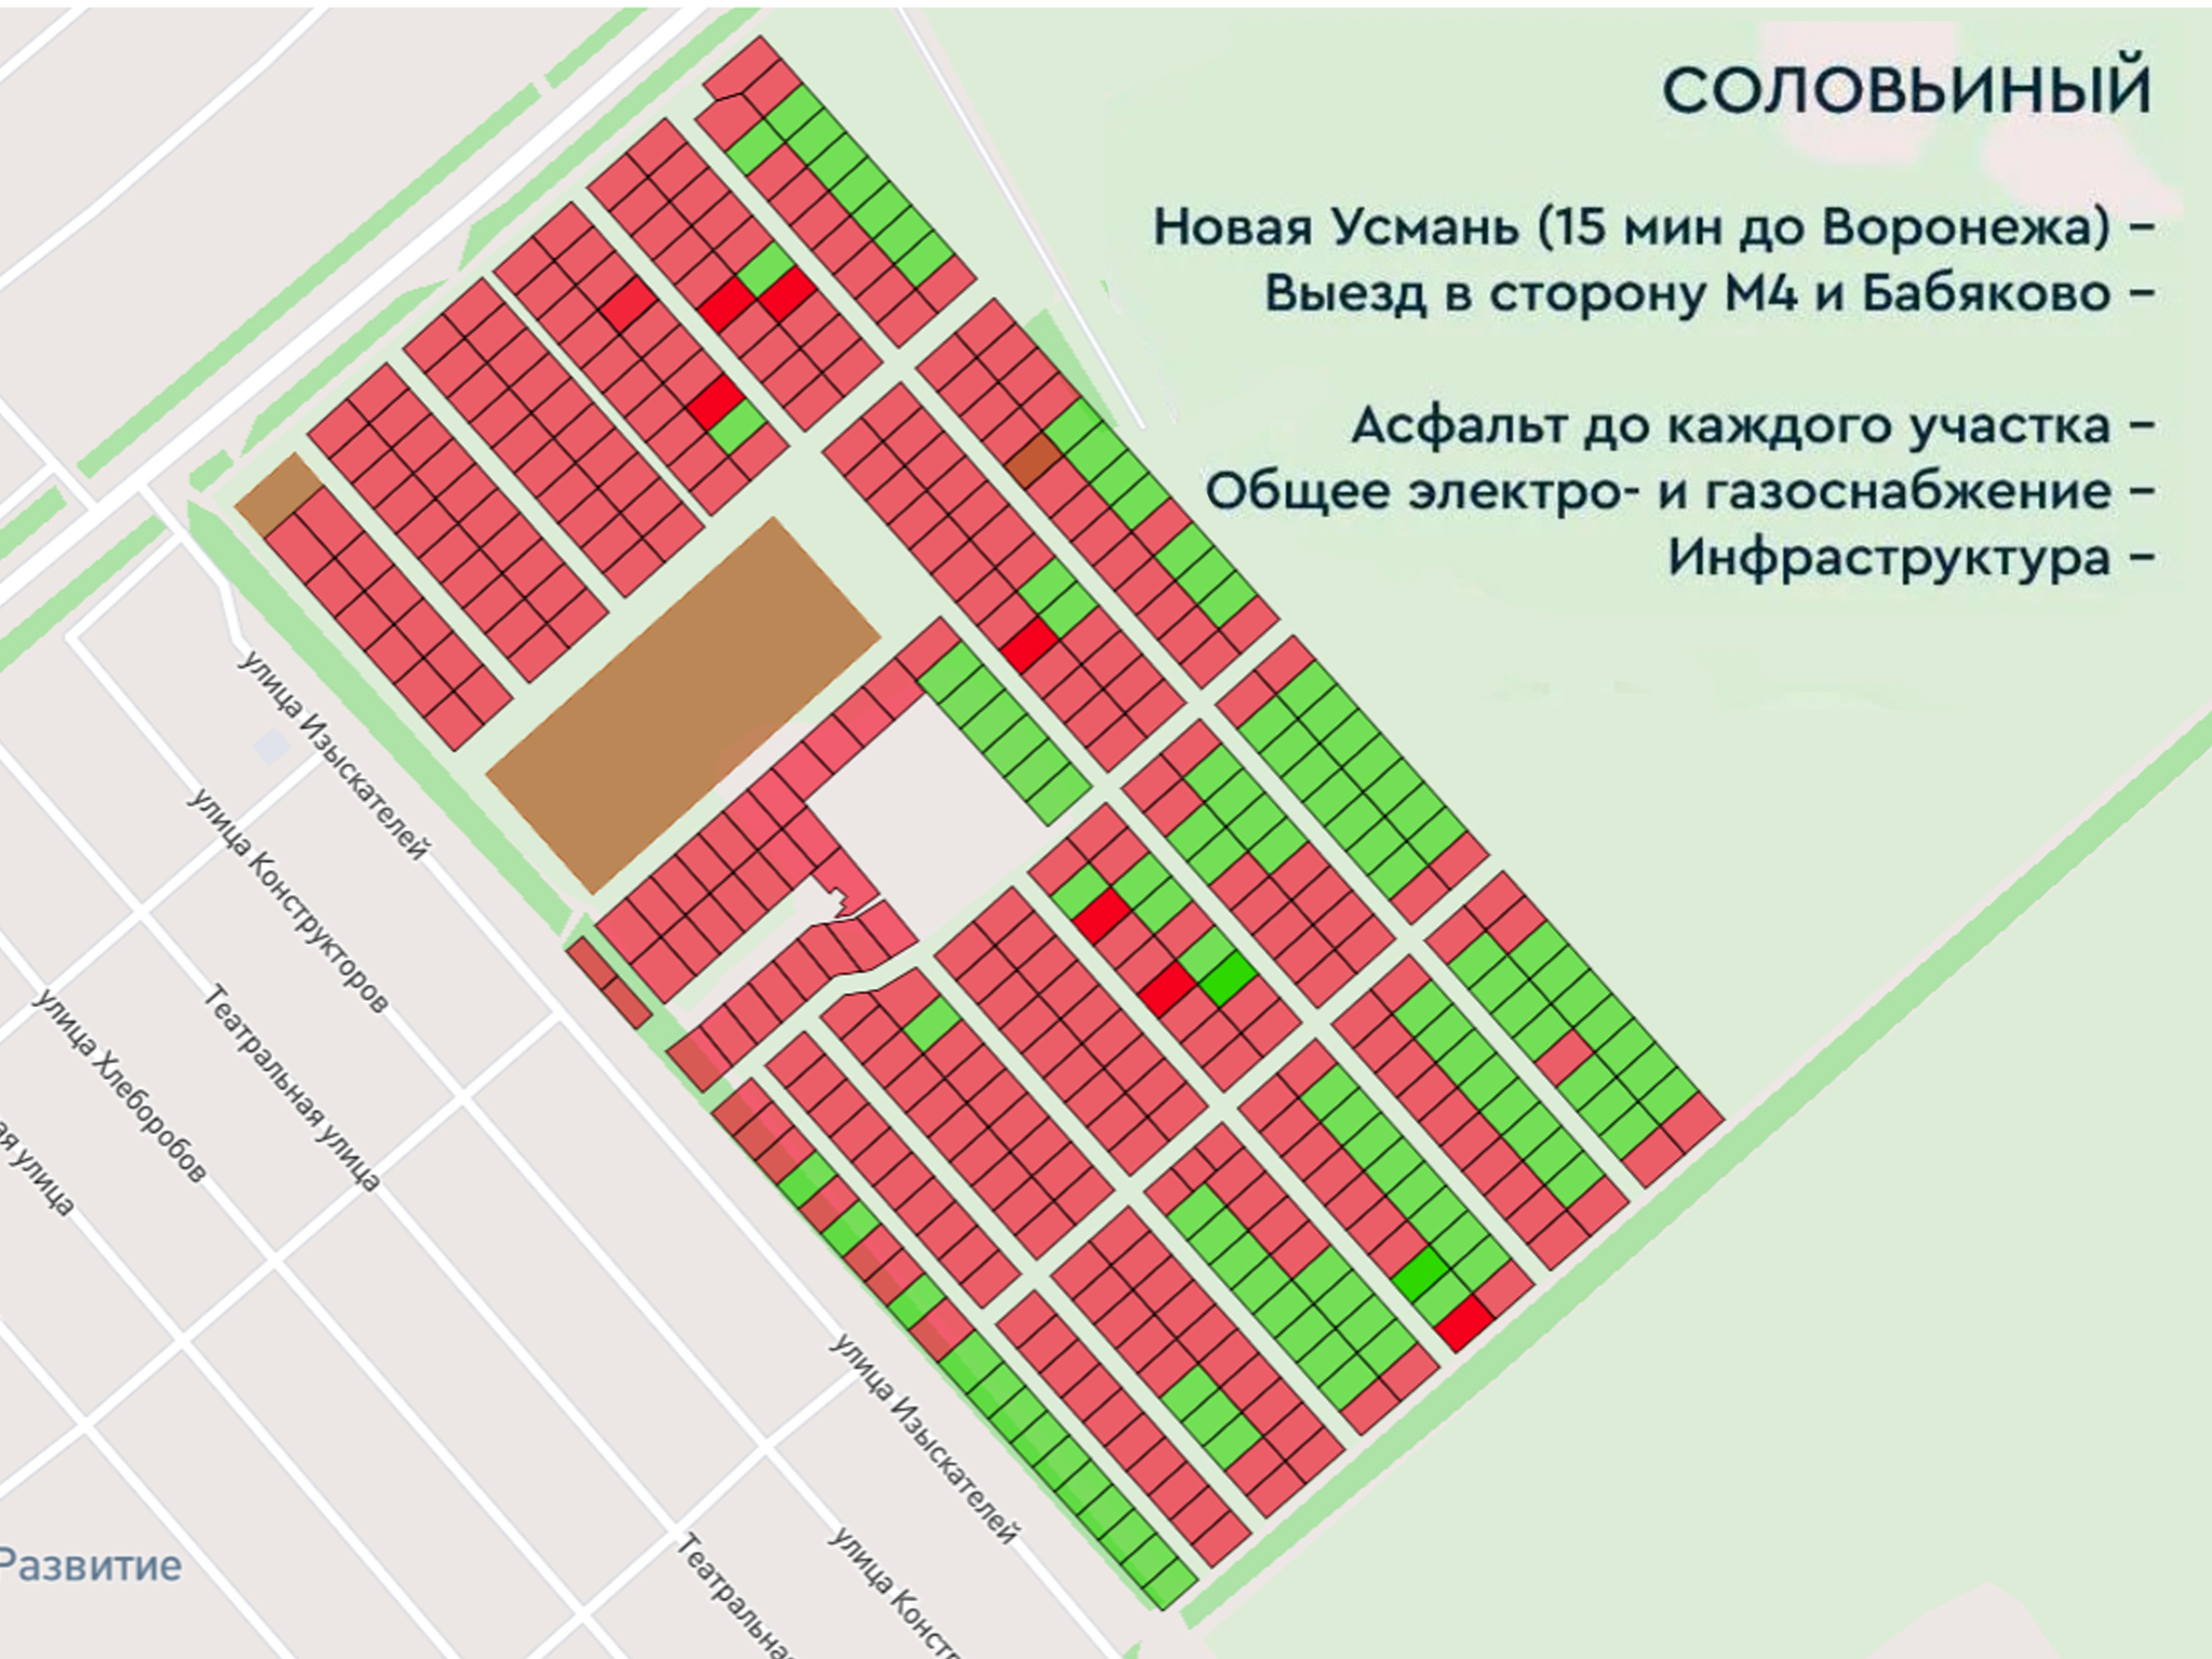 СОЛОВЬИНЫЙ
Новая Усмань (15 мин до Воронежа) –
Выезд в сторону М4 и Бабяково –
Асфальт до каждого участка –
Общее электро- и газоснабжение –
Инфраструктура –
улица Изыскателей
улица Конструкторов
Театральная улица
улица Хлеборобов
ая улица
улица Изыскателей
улица Констр
Театральна
Развитие